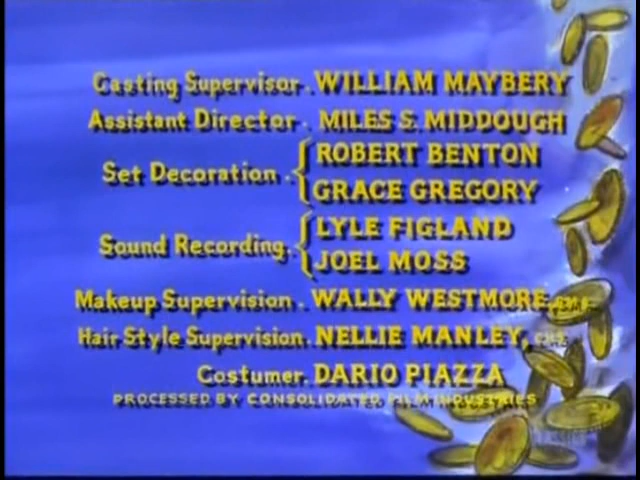 Casting Supervisor. WILLIAM MAYBERY
Assistant Director. MILES S. MIDDOUGH
Set Decoration. ROBERT BENTON
GRACE GREGORY
Sound Recording. LYLE FIGLAND
JOEL MOSS
Makeup Supervision. WALLY WESTMORE,
Hair Style Supervision. NELLIE MANLEY,
Costumer. DARIO PIAZZA
PROCESSED BY CONSOLIDATED FILM INDUSTRIES